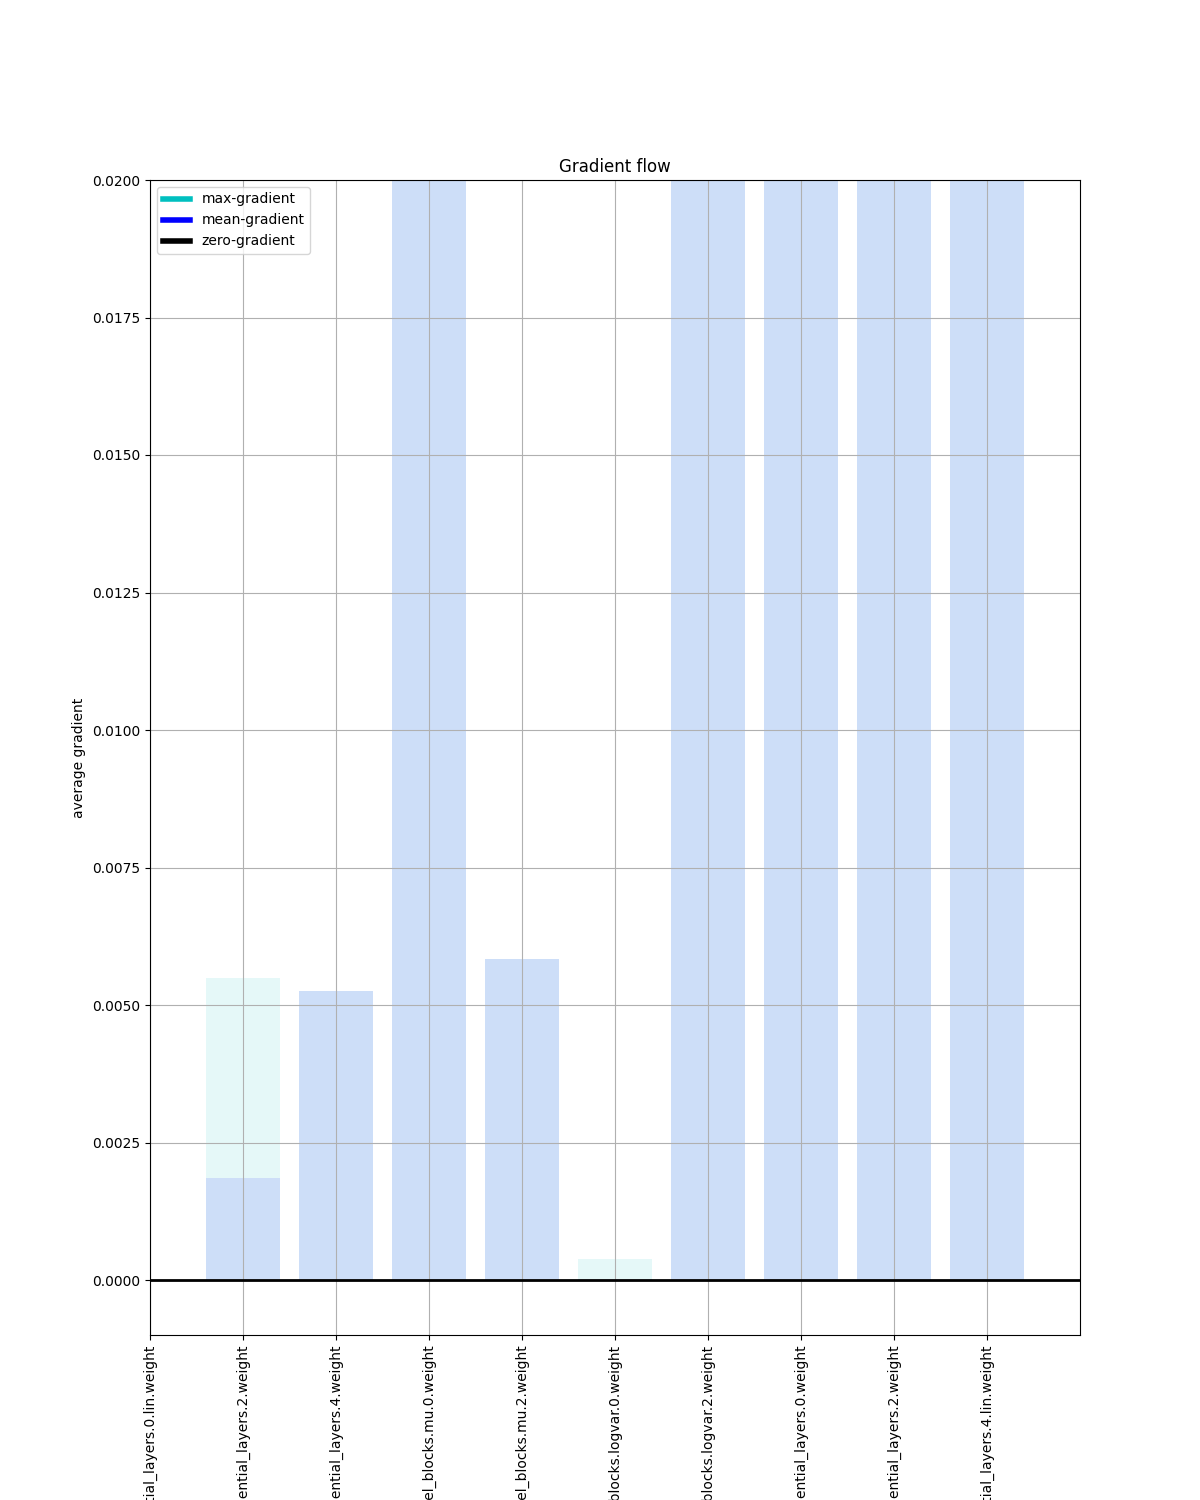 Gradient flow
max-gradient
mean-gradient
zero-gradient
average gradient
0.0200
0.0175
0.0150
0.0125
0.0100
0.0075
0.0050
0.0025
0.0000
tial_layers.0.lin.weight
ential_layers.2.weight
ential_layers.4.weight
el_blocks.mu.0.weight
el_blocks.mu.2.weight
blocks.logvar.0.weight
blocks.logvar.2.weight
ential_layers.0.weight
ential_layers.2.weight
tial_layers.4.lin.weight